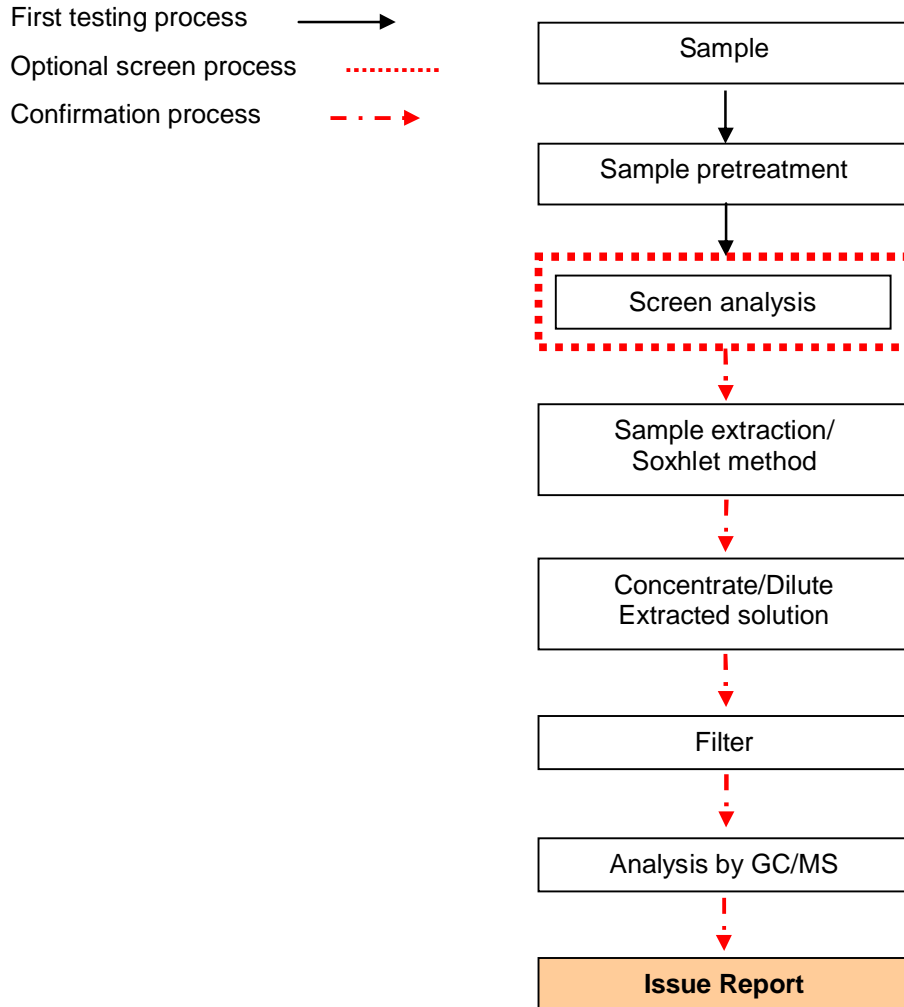 First testing process
Optional screen process
Confirmation process
Sample
Sample pretreatment
Screen analysis
Sample extraction/
Soxhlet method
Concentrate/Dilute
Extracted solution
Filter
Analysis by GC/MS
Issue Report